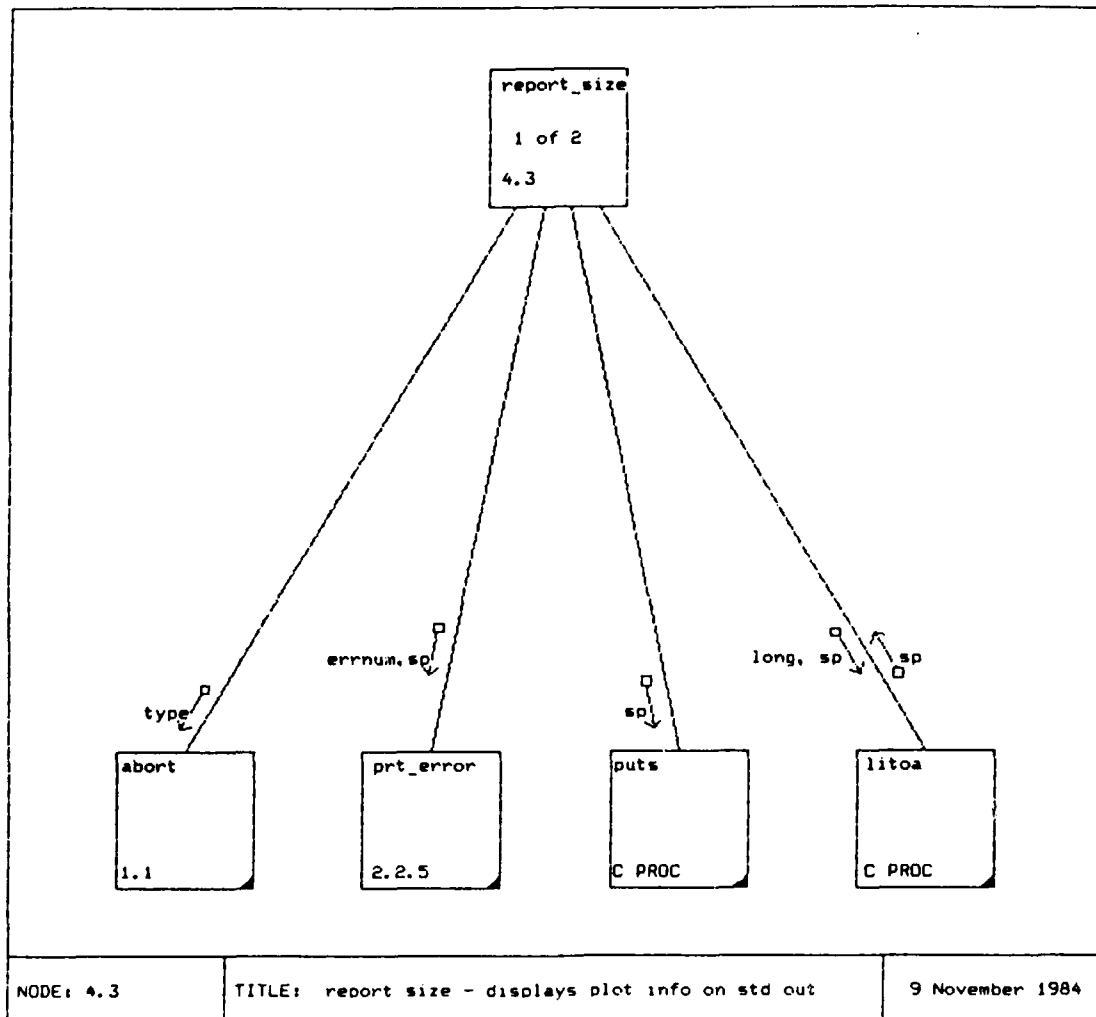 report_size
1 of 2
4.3
errnum, sp
long, sp
sp
type
sp
abort
prt_error
puts
litoa
1.1
2.2.5
C PROC
C PROC
NODE: 4.3
TITLE: report size - displays plot info on std out
9 November 1984